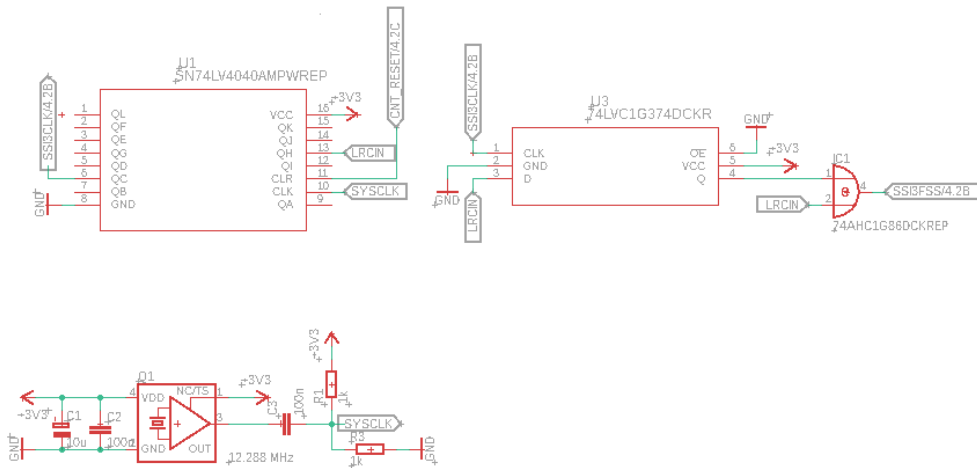 U1
SN74LV4040AMPWREP
SSI3CLK/4.2B
CNT_RESET/4.2C
+3V3
1 QL VCC 16
2 QF QK 15
3 QE QJ 14
4 QG QH 13 LRCIN
5 QD QI 12
6 QC CLR 11
7 QB CLK 10 SYSCLK
8 GND QA 9
GND
SSI3CLK/4.2B
U3
74LVC1G374DCKR
GND
1 CLK OE 6
2 GND VCC 5
3 D Q 4
+3V3
GND
LRCIN
IC1
1
2
4
LRCIN
SSI3FSS/4.2B
74AHC1G86DCKREP
+3V3
C1
10u
C2
100n
GND
Q1
4 VDD
NC/TS 1
3
2 GND
OUT
12.288 MHz
+3V3
C3
100n
+3V3
R1
1k
SYSCLK
R3
1k
GND